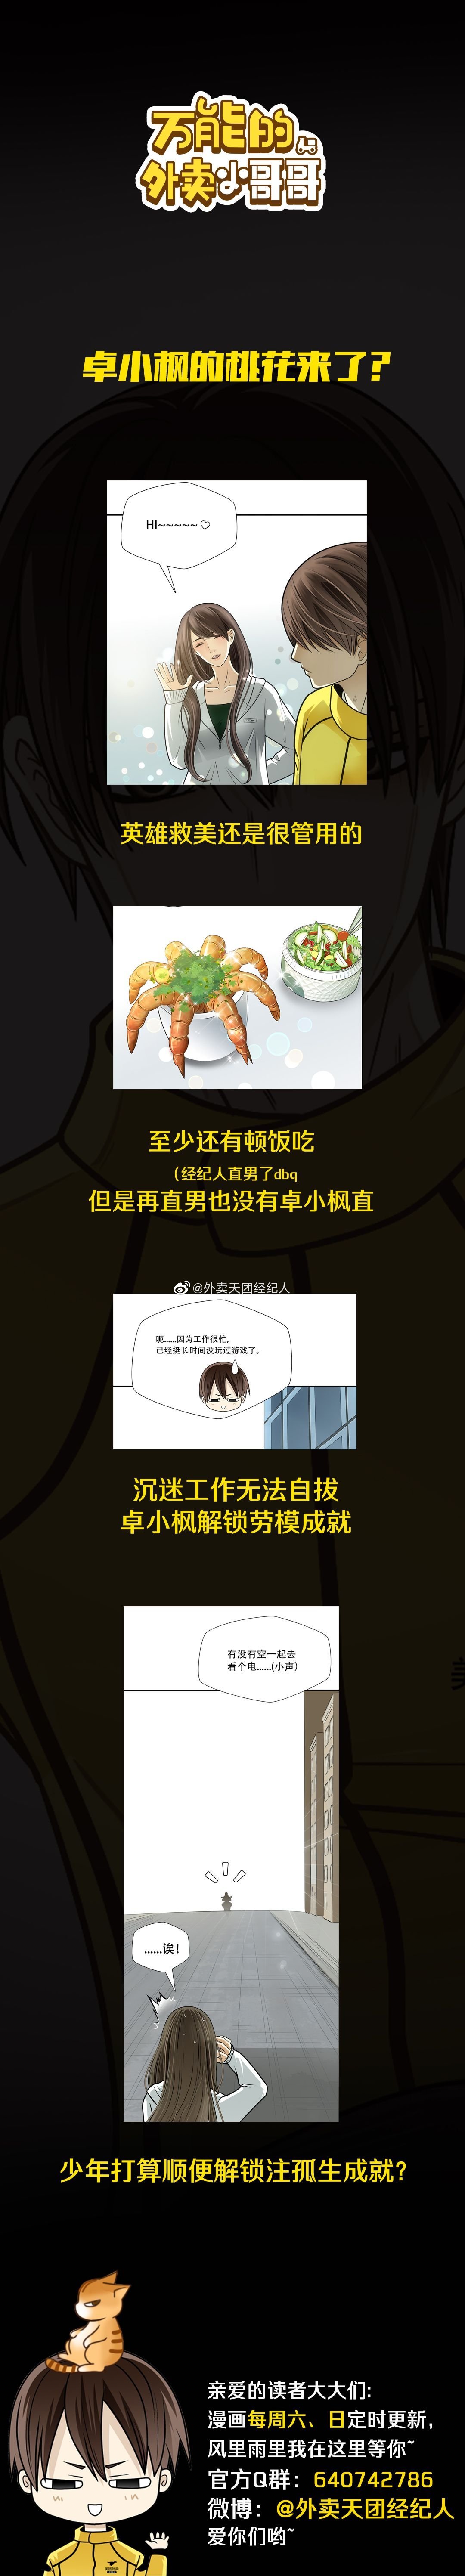 万能的
外卖小哥哥
卓小枫的桃花来了?
HI~~~~~♡
英雄救美还是很管用的
至少还有顿饭吃
（经纪人直男了dbq
但是再直男也没有卓小枫直
@外卖天团经纪人
呃......因为工作很忙，
已经挺长时间没玩过游戏了。
沉迷工作无法自拔
卓小枫解锁劳模成就
有没有空一起去
看个电......(小声)
......诶！
少年打算顺便解锁注孤生成就?
亲爱的读者大大们:
漫画每周六、日定时更新，
风里雨里我在这里等你~
官方Q群：640742786
微博：@外卖天团经纪人
爱你们哟~